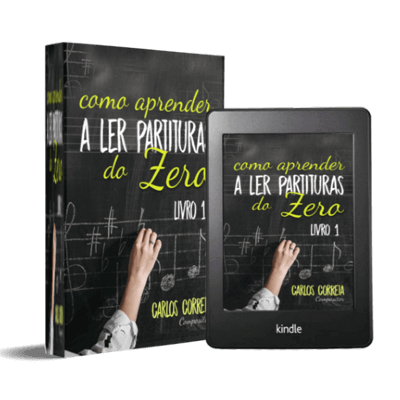 como aprender
A LER PARTITURAS
do Zero
LIVRO 1
CARLOS CORREIA
Compositor
como aprender
A LER PARTITURAS
do Zero
LIVRO 1
CARLOS CORREIA
Compositor
kindle